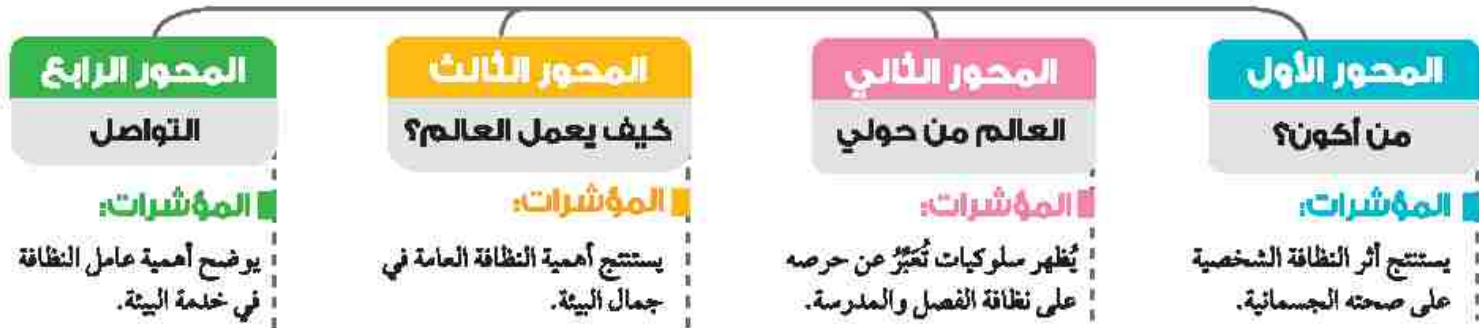 المحور الأول
من أكون؟
المؤشرات:
يستنتج أثر النظافة الشخصية
على صحته الجسمانية.
المحور الثاني
العالم من حولي
المؤشرات:
يُظهر سلوكيات تُعَبِّرُ عن حرصه
على نظافة الفصل والمدرسة.
المحور الثالث
كيف يعمل العالم؟
المؤشرات:
يستنتج أهمية النظافة العامة في
جمال البيئة.
المحور الرابع
التواصل
المؤشرات:
يوضح أهمية عامل النظافة
في خدمة البيئة.